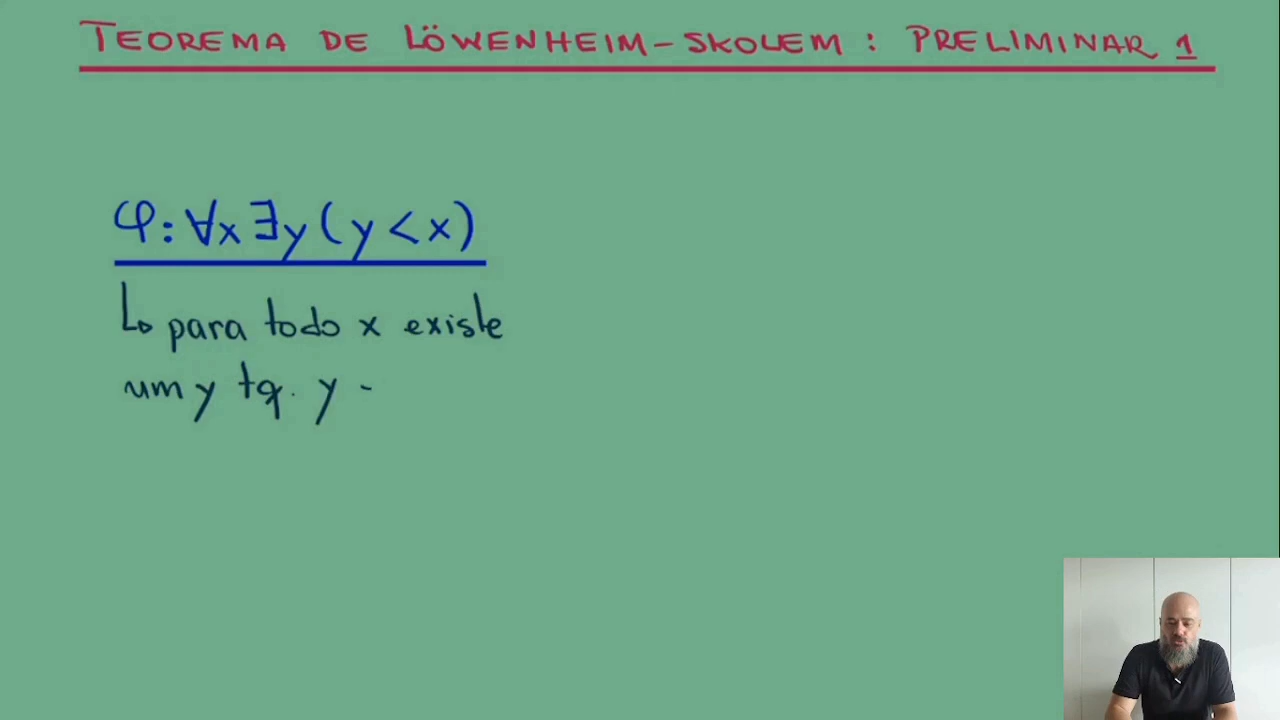 TEOREMA DE LÖWENHEIM-SKOLEM: PRELIMINAR 1
φ: ∀x∃y(y<x)
↳ para todo x existe
um y tq. y -